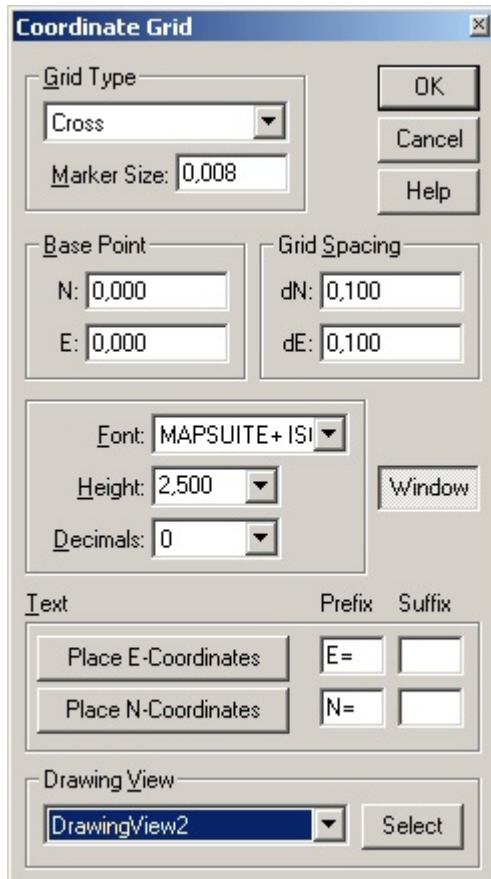 Coordinate Grid
Grid Type
Cross
Marker Size: 0,008
OK
Cancel
Help
Base Point
N: 0,000
E: 0,000
Grid Spacing
dN: 0,100
dE: 0,100
Font: MAPSUITE+ IS
Height: 2,500
Decimals: 0
Window
Text Prefix Suffix
Place E-Coordinates E=
Place N-Coordinates N=
Drawing View
DrawingView2 Select